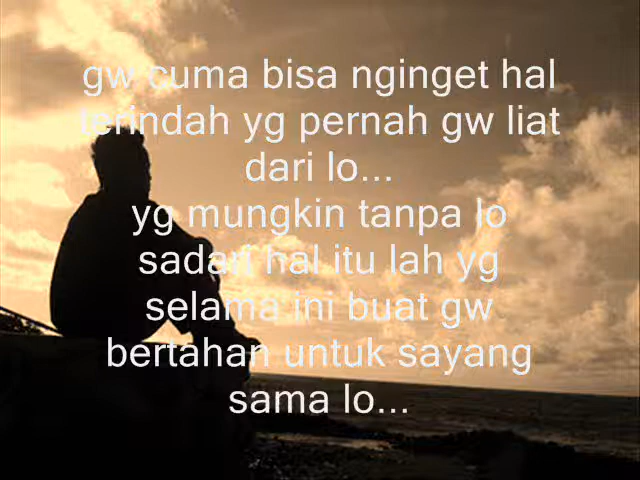 gw cuma bisa nginget hal
terindah yg pernah gw liat
dari lo...
yg mungkin tanpa lo
sadari hal itu lah yg
selama ini buat gw
bertahan untuk sayang
sama lo...